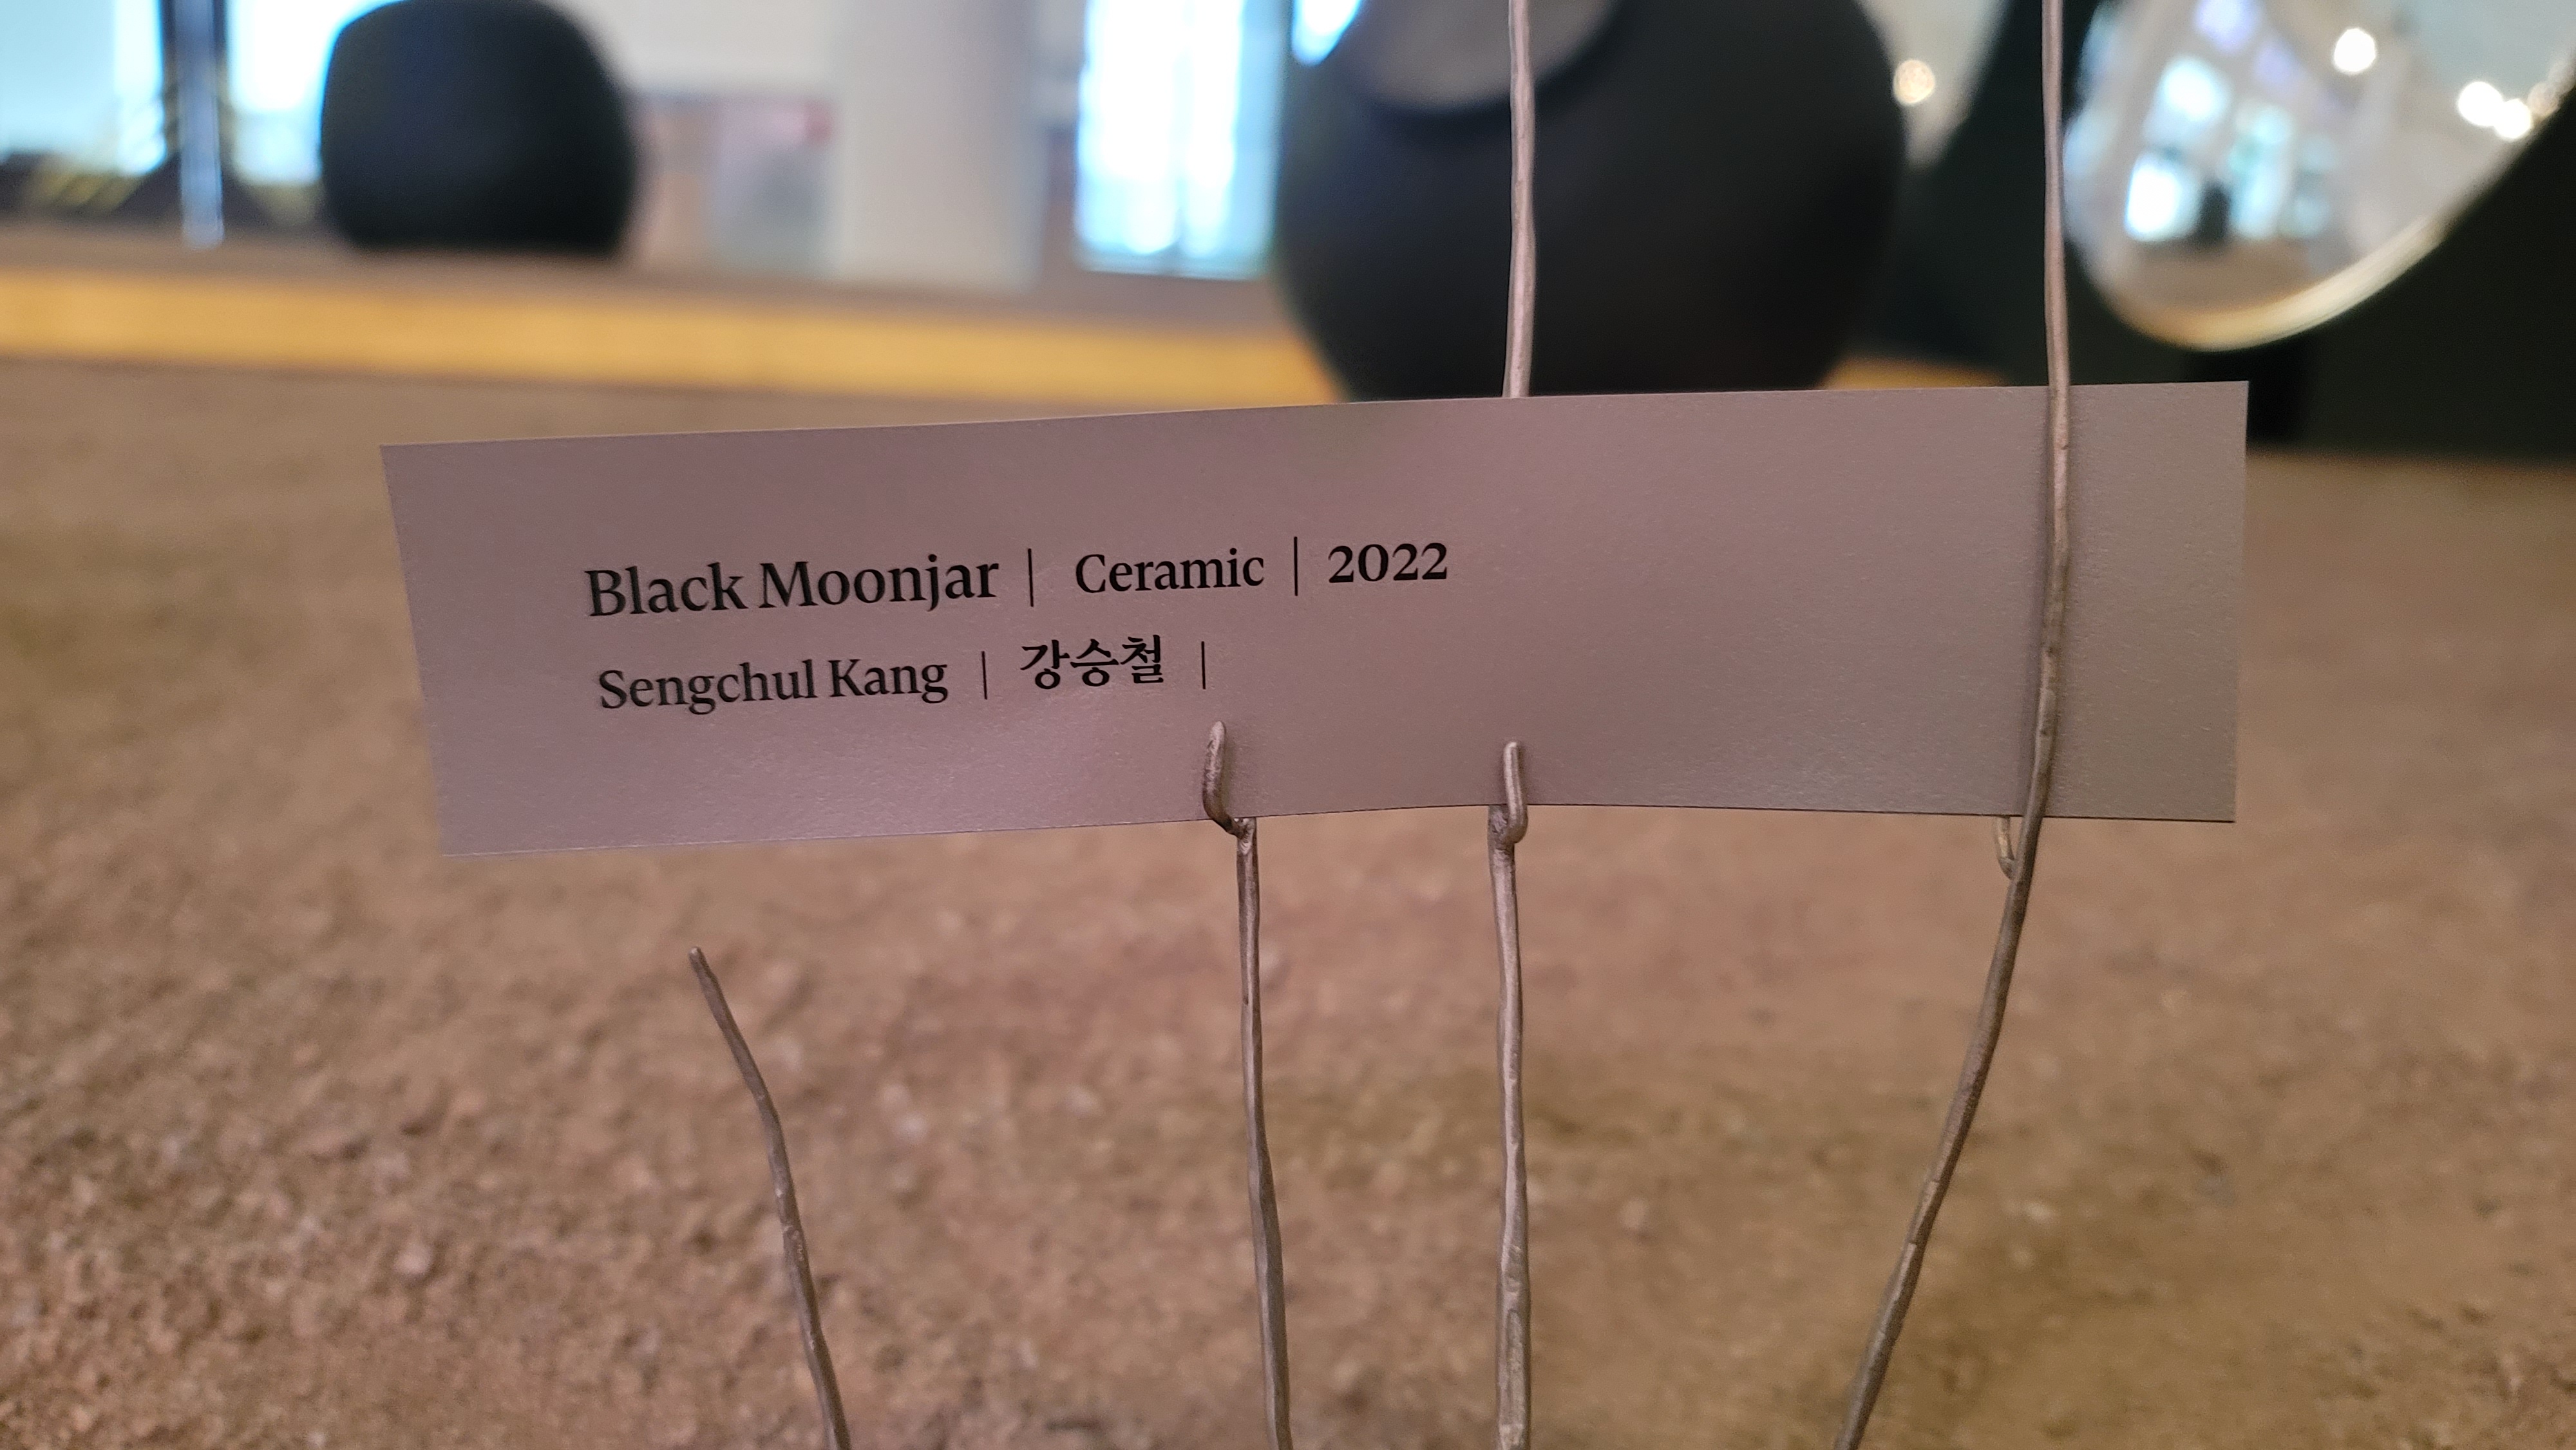 Black Moonjar | Ceramic | 2022
Sengchul Kang | 강승철 |